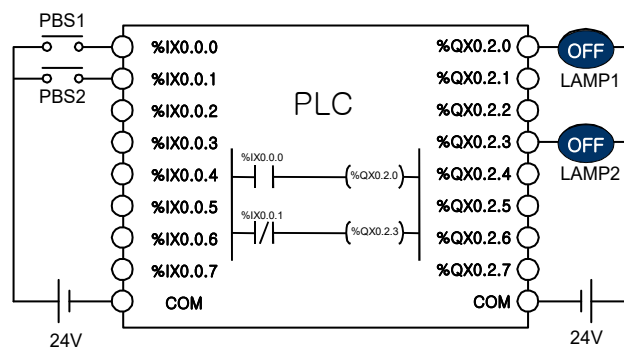 PBS1
PBS2
%IX0.0.0
%IX0.0.1
%IX0.0.2
%IX0.0.3
%IX0.0.4
%IX0.0.5
%IX0.0.6
%IX0.0.7
COM
24V
PLC
%IX0.0.0
%QX0.2.0
%IX0.0.1
%QX0.2.3
%QX0.2.0
%QX0.2.1
%QX0.2.2
%QX0.2.3
%QX0.2.4
%QX0.2.5
%QX0.2.6
%QX0.2.7
COM
OFF
LAMP1
OFF
LAMP2
24V